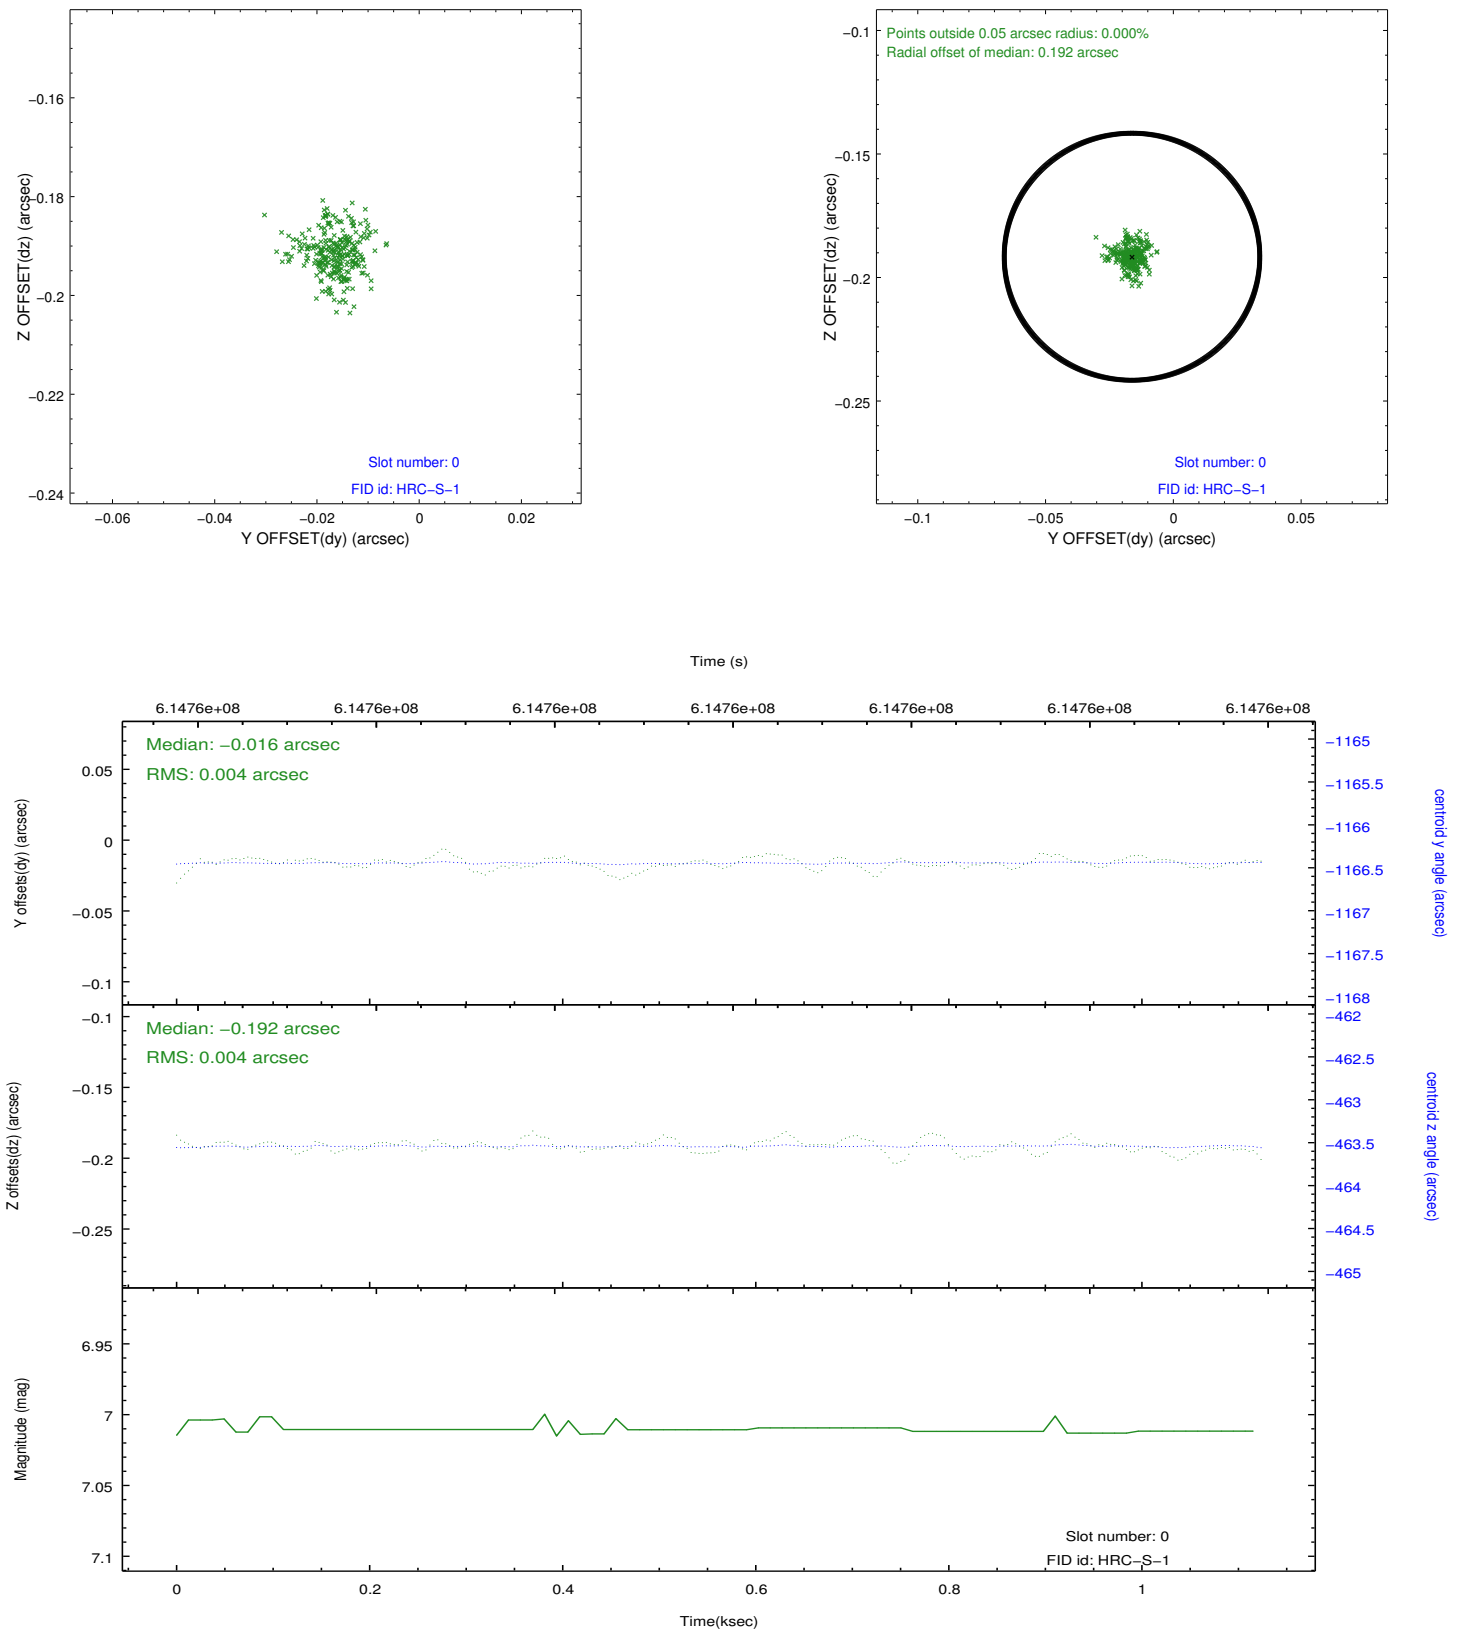 −0.16
−0.18
−0.2
−0.22
−0.24
Z OFFSET(dz) (arcsec)
Slot number: 0
FID id: HRC−S−1
−0.06
−0.04
−0.02
0
0.02
Y OFFSET(dy) (arcsec)
Points outside 0.05 arcsec radius: 0.000%
Radial offset of median: 0.192 arcsec
−0.1
−0.15
−0.2
−0.25
Z OFFSET(dz) (arcsec)
Slot number: 0
FID id: HRC−S−1
−0.1
−0.05
0
0.05
Y OFFSET(dy) (arcsec)
Time (s)
6.1476e+08
6.1476e+08
6.1476e+08
6.1476e+08
6.1476e+08
6.1476e+08
6.1476e+08
Median: −0.016 arcsec
RMS: 0.004 arcsec
0.05
0
−0.05
−0.1
Y offsets(dy) (arcsec)
−1165
−1165.5
−1166
−1166.5
−1167
−1167.5
−1168
centroid y angle (arcsec)
Median: −0.192 arcsec
RMS: 0.004 arcsec
−0.1
−0.15
−0.2
−0.25
Z offsets(dz) (arcsec)
−462
−462.5
−463
−463.5
−464
−464.5
−465
centroid z angle (arcsec)
6.95
7
7.05
7.1
Magnitude (mag)
Slot number: 0
FID id: HRC−S−1
0
0.2
0.4
0.6
0.8
1
Time(ksec)